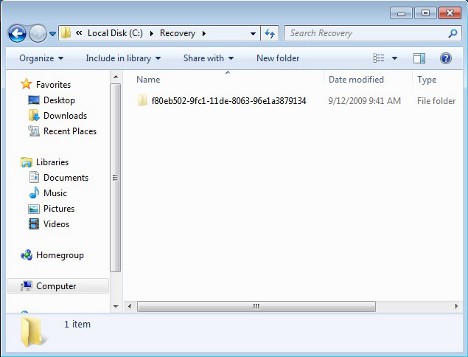 « Local Disk (C:) ▸ Recovery ▸
Search Recovery
Organize Include in library Share with New folder
Name Date modified Type
f80eb502-9fc1-11de-8063-96e1a3879134 9/12/2009 9:41 AM File folder
Favorites
Desktop
Downloads
Recent Places
Libraries
Documents
Music
Pictures
Videos
Homegroup
Computer
1 item